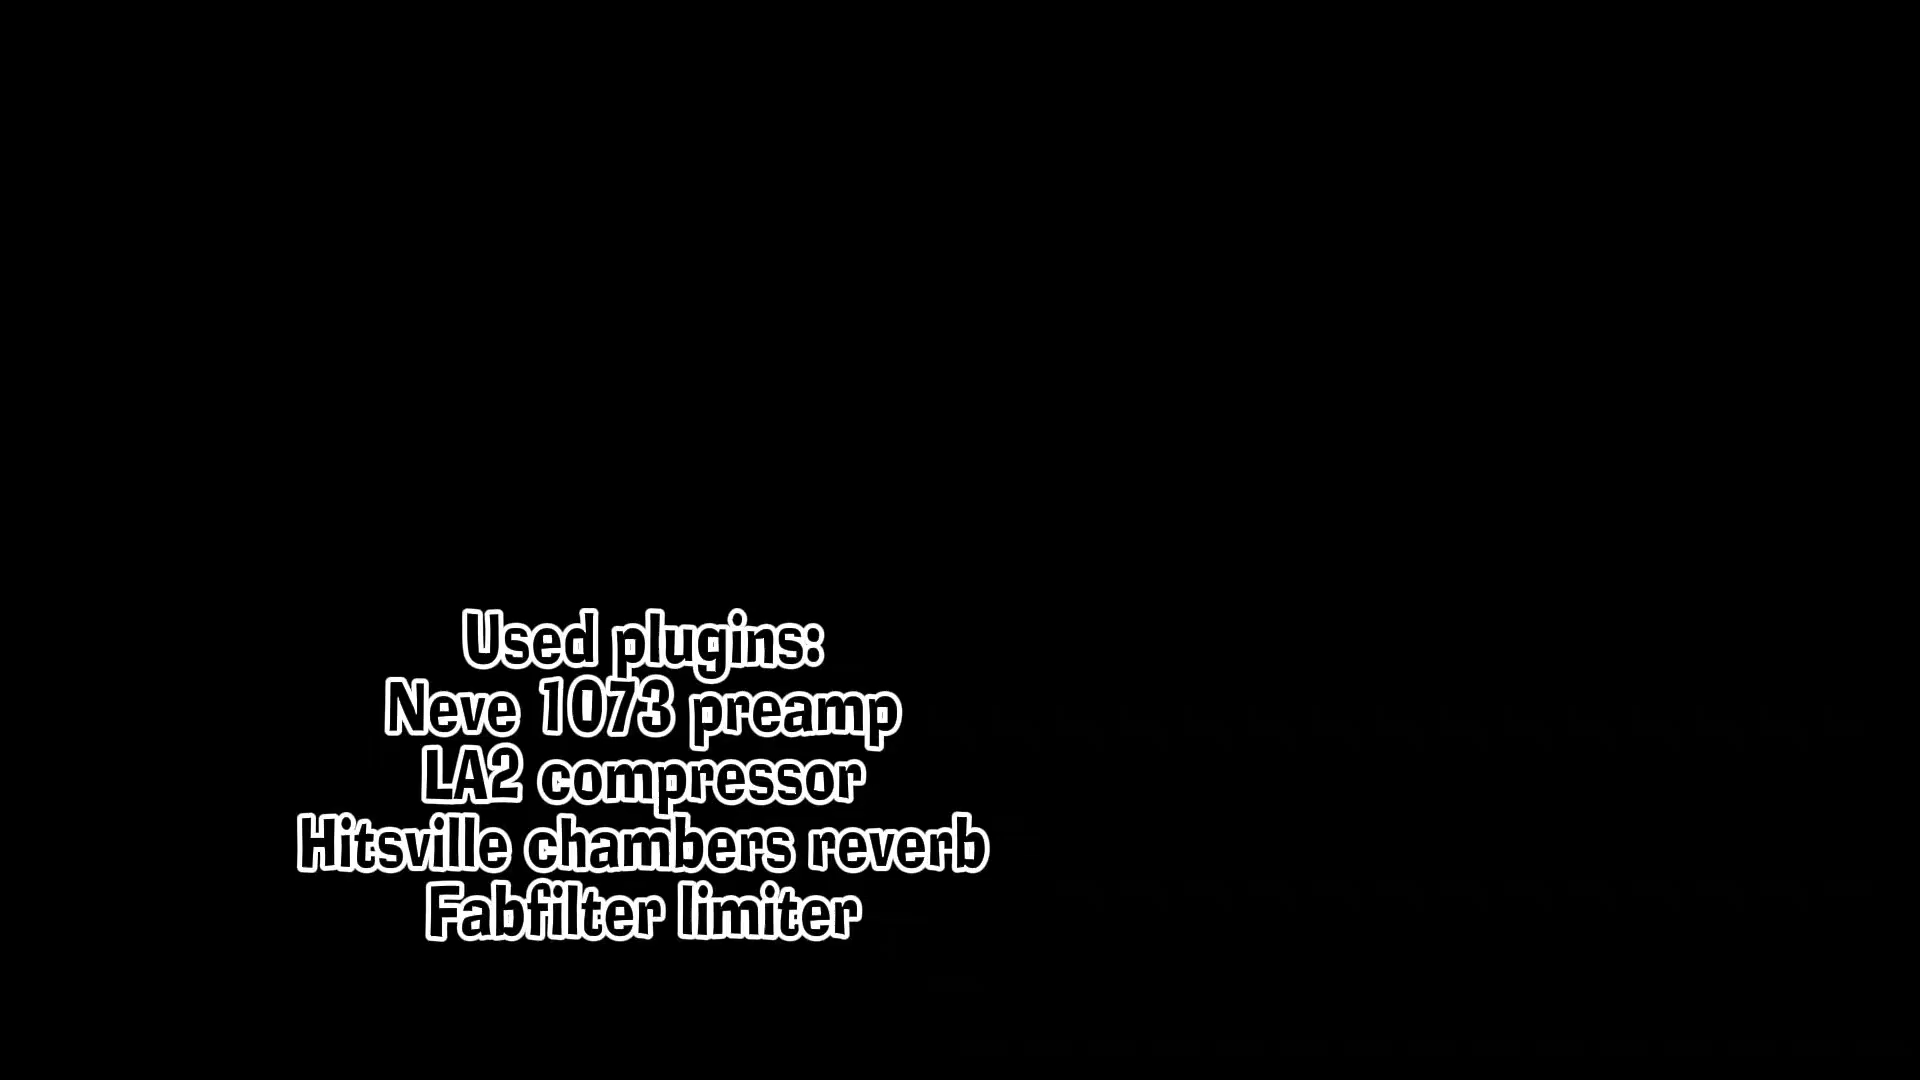 Used plugins:
Neve 1073 preamp
LA2 compressor
Hitsville chambers reverb
Fabfilter limiter